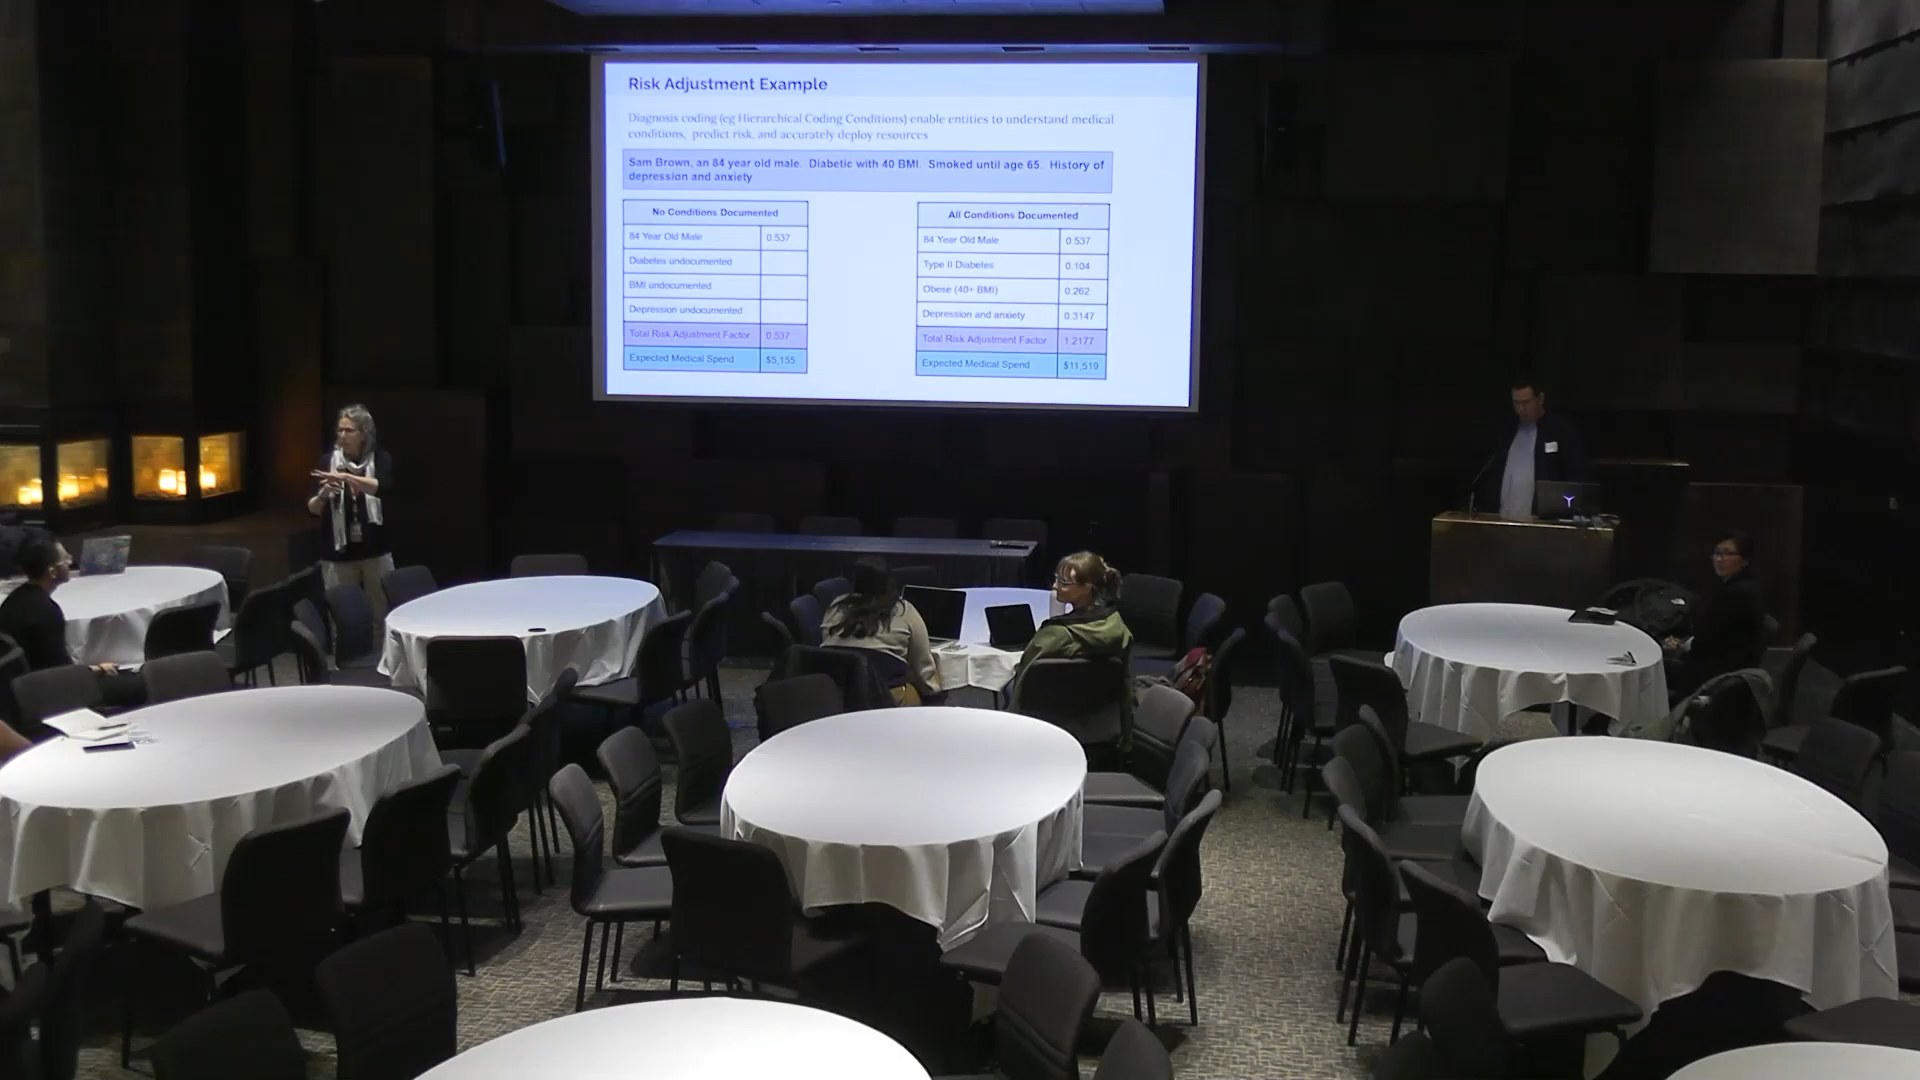 Risk Adjustment Example
Diagnosis coding (eg Hierarchical Coding Conditions) enable entities to understand medical
conditions, predict risk, and accurately deploy resources
Sam Brown, an 84 year old male. Diabetic with 40 BMI. Smoked until age 65. History of
depression and anxiety
No Conditions Documented
84 Year Old Male 0.537
Diabetes undocumented
BMI undocumented
Depression undocumented
Total Risk Adjustment Factor 0.537
Expected Medical Spend $5,155
All Conditions Documented
84 Year Old Male 0.537
Type II Diabetes 0.104
Obese (40+ BMI) 0.262
Depression and anxiety 0.3147
Total Risk Adjustment Factor 1.2177
Expected Medical Spend $11,519